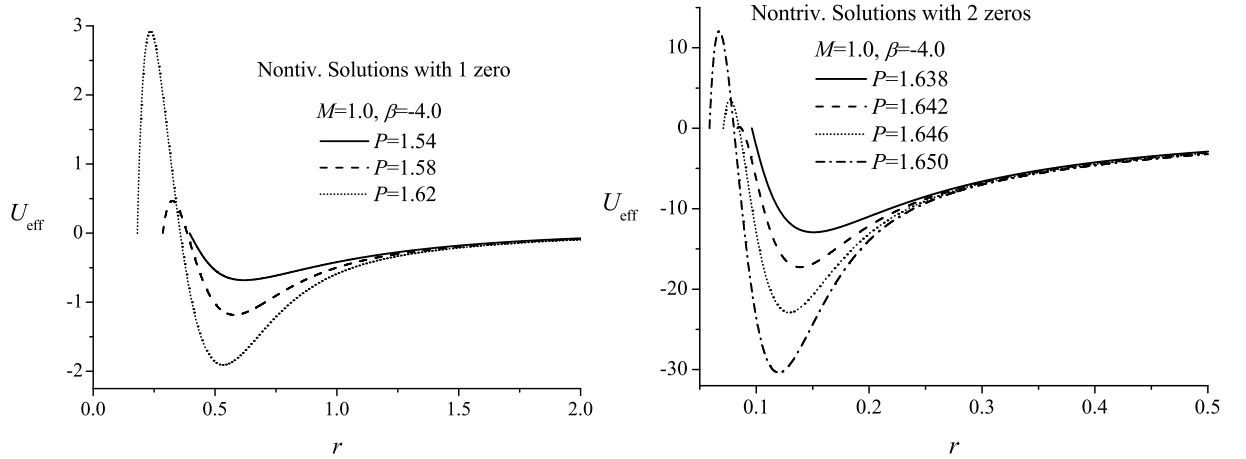 Nontiv. Solutions with 1 zero
M=1.0, β=-4.0
P=1.54
P=1.58
P=1.62
3
2
1
0
-1
-2
U_eff
0.0 0.5 1.0 1.5 2.0
r
Nontriv. Solutions with 2 zeros
M=1.0, β=-4.0
P=1.638
P=1.642
P=1.646
P=1.650
10
0
-10
-20
-30
U_eff
0.1 0.2 0.3 0.4 0.5
r